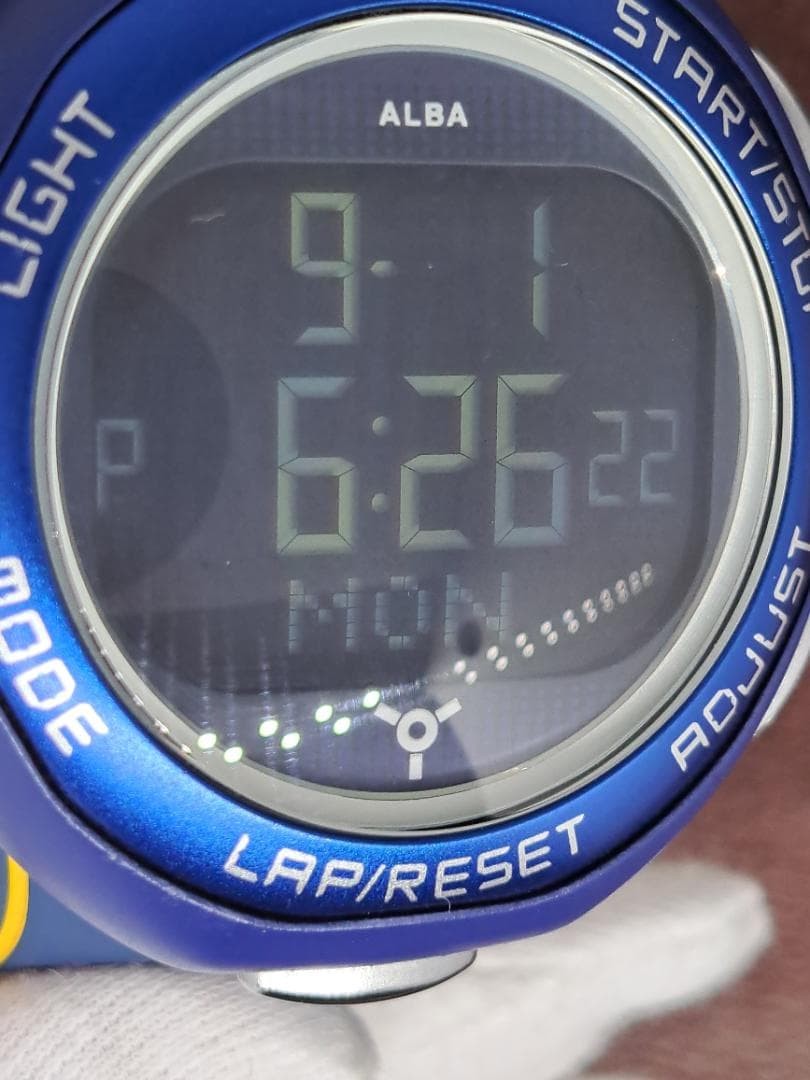 ALBA
LIGHT
START/STOP
9-1
P 6:26 22
MON
MODE
ADJUST
LAP/RESET